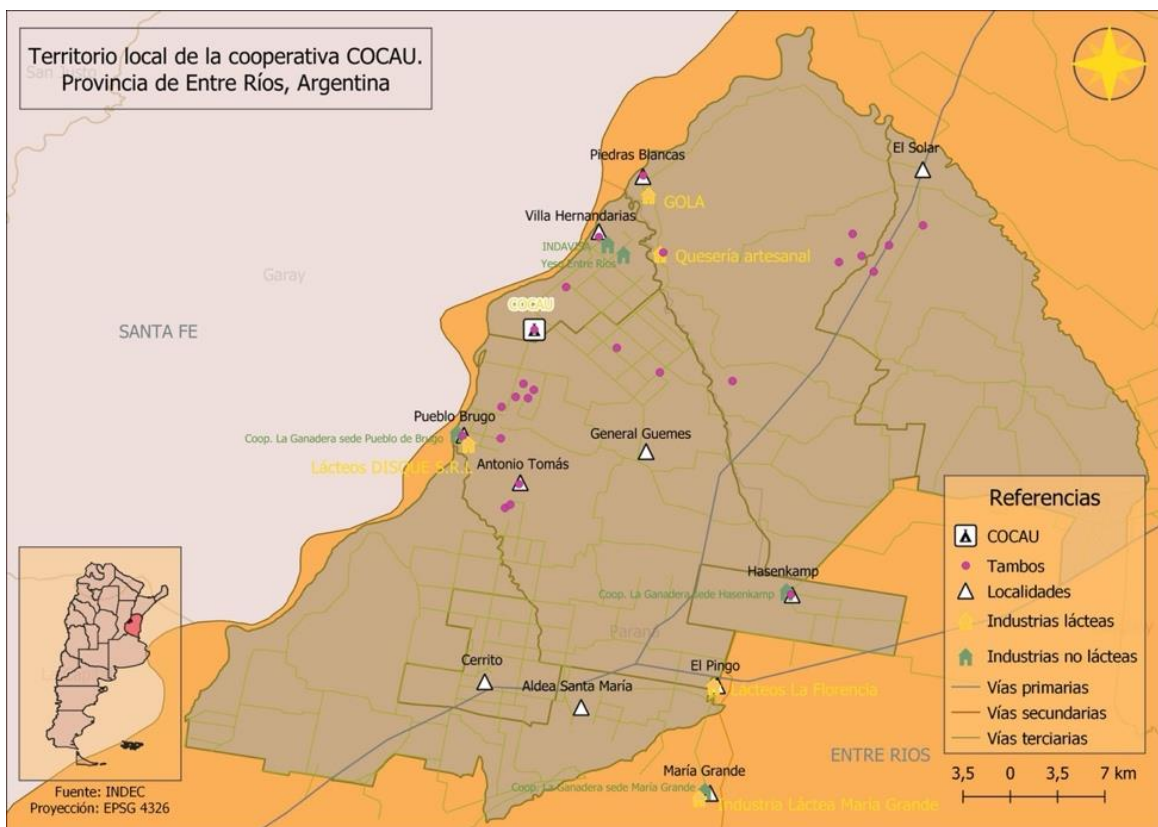 Territorio local de la cooperativa COCAU.
Provincia de Entre Ríos, Argentina
San Justo
Garay
SANTA FE
Piedras Blancas
El Solar
GOLA
Villa Hernandarias
Yeso Entre Ríos
Quesería artesanal
COCAU
Pueblo Brugo
Coop. La Ganadera sede Pueblo de Brugo
Lácteos DISQUE S.R.L
General Guemes
Antonio Tomás
Hasenkamp
Coop. La Ganadera sede Hasenkamp
Paraná
Cerrito
Aldea Santa María
El Pingo
Lácteos La Florencia
ENTRE RIOS
María Grande
Coop. La Ganadera sede María Grande
Industria Láctea María Grande
Referencias
COCAU
Tambos
Localidades
Industrias lácteas
Industrias no lácteas
Vías primarias
Vías secundarias
Vías terciarias
3,5 0 3,5 7 km
Fuente: INDEC
Proyección: EPSG 4326